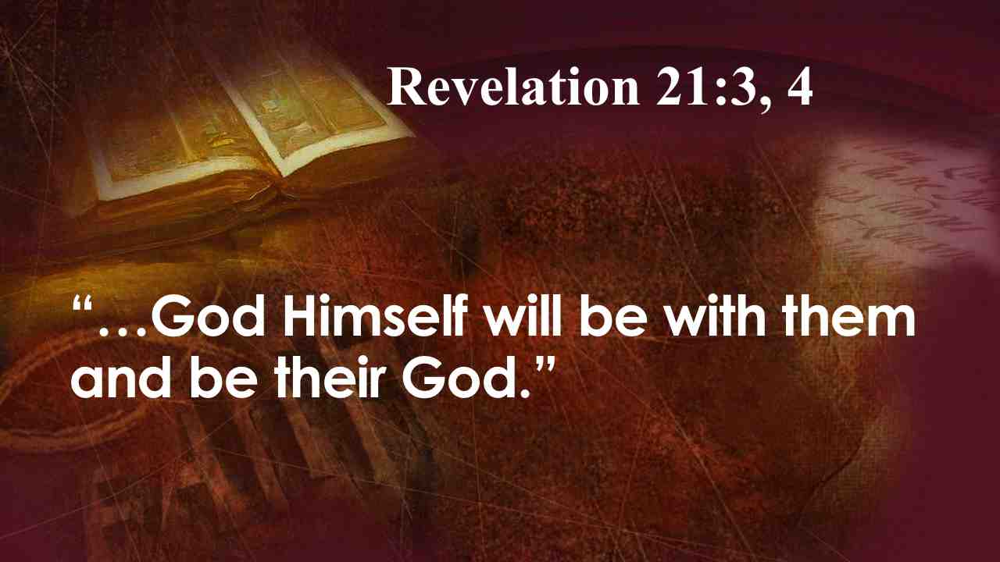 Revelation 21:3, 4
“…God Himself will be with them
and be their God.”